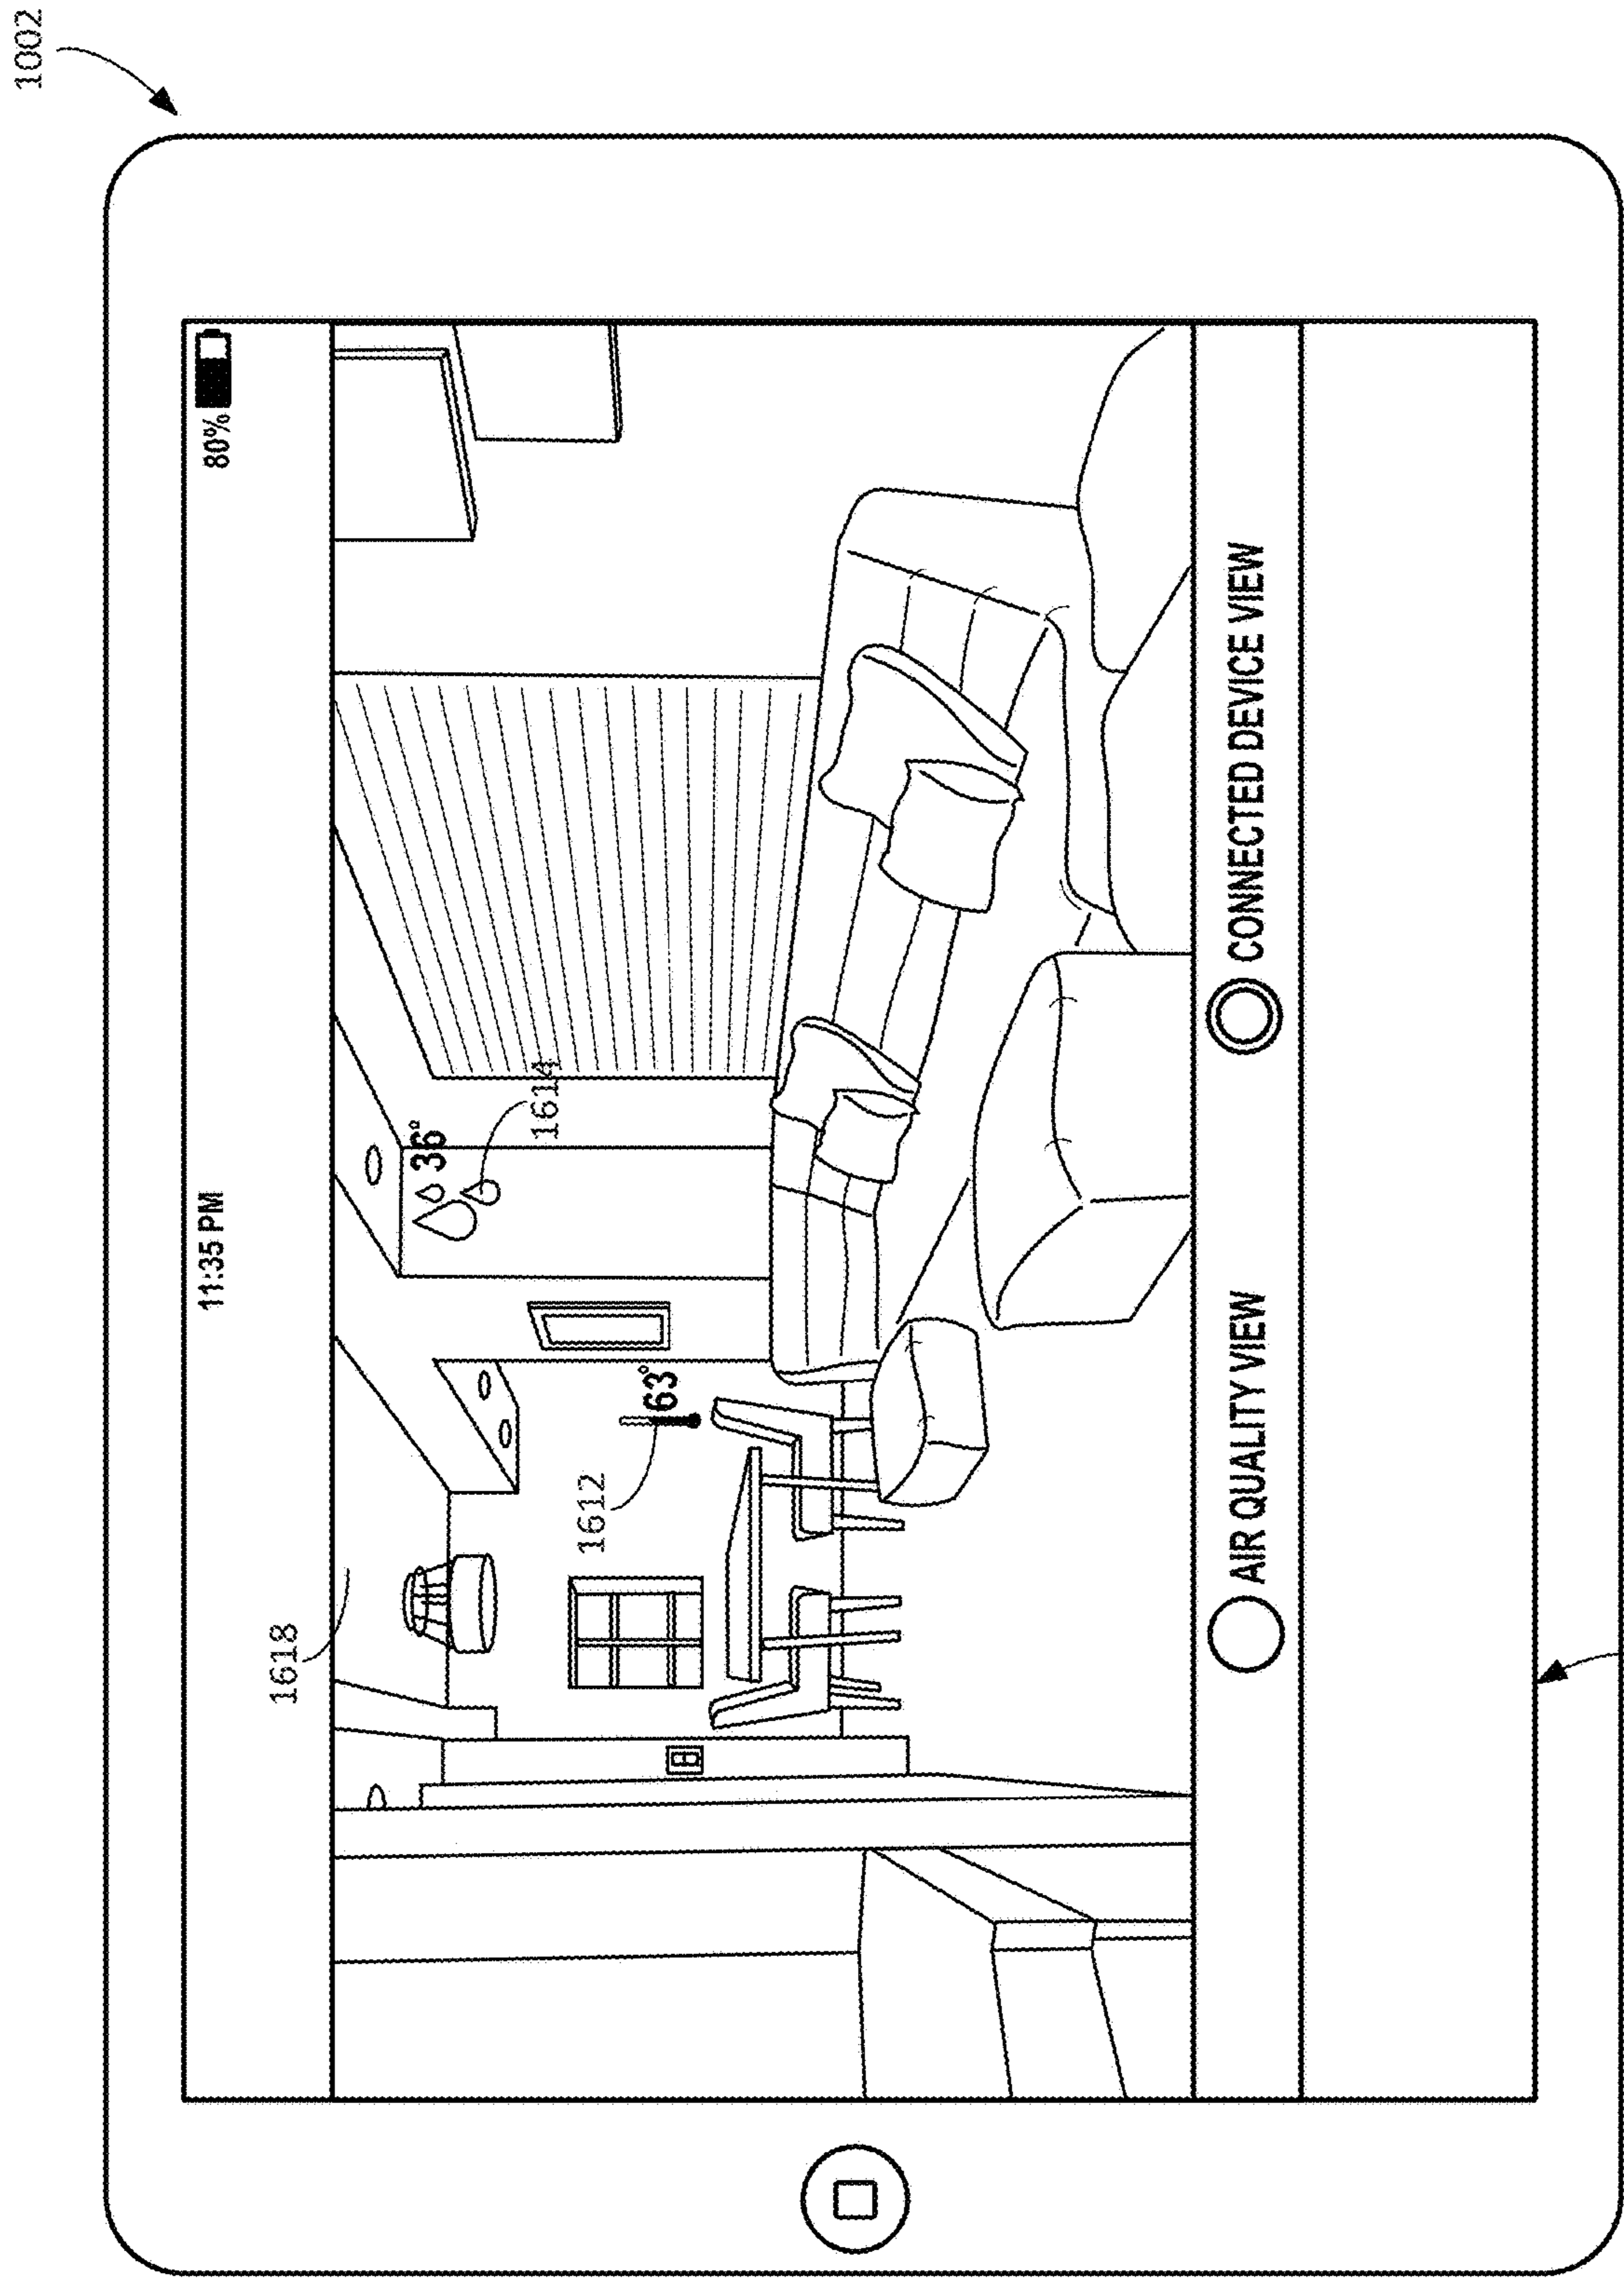 1002
11:35 PM
80%
1618
36°
1614
1612
63°
AIR QUALITY VIEW
CONNECTED DEVICE VIEW